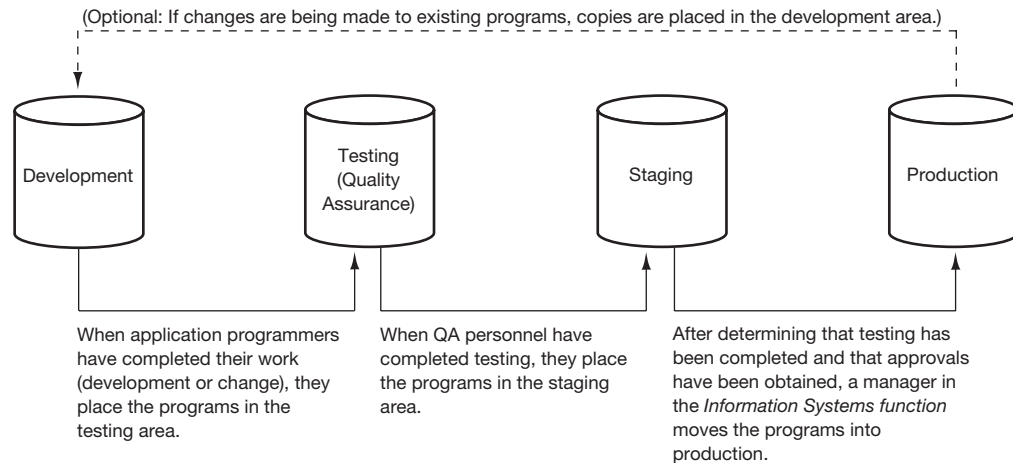 (Optional: If changes are being made to existing programs, copies are placed in the development area.)
Development
Testing
(Quality
Assurance)
Staging
Production
When application programmers
have completed their work
(development or change), they
place the programs in the
testing area.
When QA personnel have
completed testing, they place
the programs in the staging
area.
After determining that testing has
been completed and that approvals
have been obtained, a manager in
the Information Systems function
moves the programs into
production.